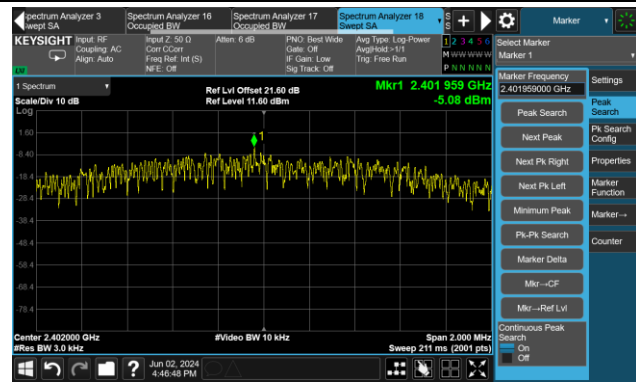 Spectrum Analyzer 3
Swept SA
Spectrum Analyzer 16
Occupied BW
Spectrum Analyzer 17
Occupied BW
Spectrum Analyzer 18
Swept SA
S
S
Marker
KEYSIGHT
Input: RF
Coupling: AC
Align: Auto
Input Z: 50 Ω
Corr CCorr
Freq Ref: Int (S)
NFE: Off
Atten: 6 dB
PNO: Best Wide
Gate: Off
IF Gain: Low
Sig Track: Off
Avg Type: Log-Power
Avg|Hold:>1/1
Trig: Free Run
1 2 3 4 5 6
M W W W W W
P N N N N N
LW
Select Marker
Marker 1
1 Spectrum
Scale/Div 10 dB
Log
Ref Lvl Offset 21.60 dB
Ref Level 11.60 dBm
Mkr1 2.401 959 GHz
-5.08 dBm
1
1.60
-8.40
-18.4
-28.4
-38.4
-48.4
-58.4
-68.4
-78.4
Center 2.402000 GHz
#Res BW 3.0 kHz
#Video BW 10 kHz
Span 2.000 MHz
Sweep 211 ms (2001 pts)
Marker Frequency
2.401959000 GHz
Peak Search
Next Peak
Next Pk Right
Next Pk Left
Minimum Peak
Pk-Pk Search
Marker Delta
Mkr→CF
Mkr→Ref Lvl
Continuous Peak
Search
On
Off
Settings
Peak
Search
Pk Search
Config
Properties
Marker
Function
Marker→
Counter
?
Jun 02, 2024
4:46:48 PM